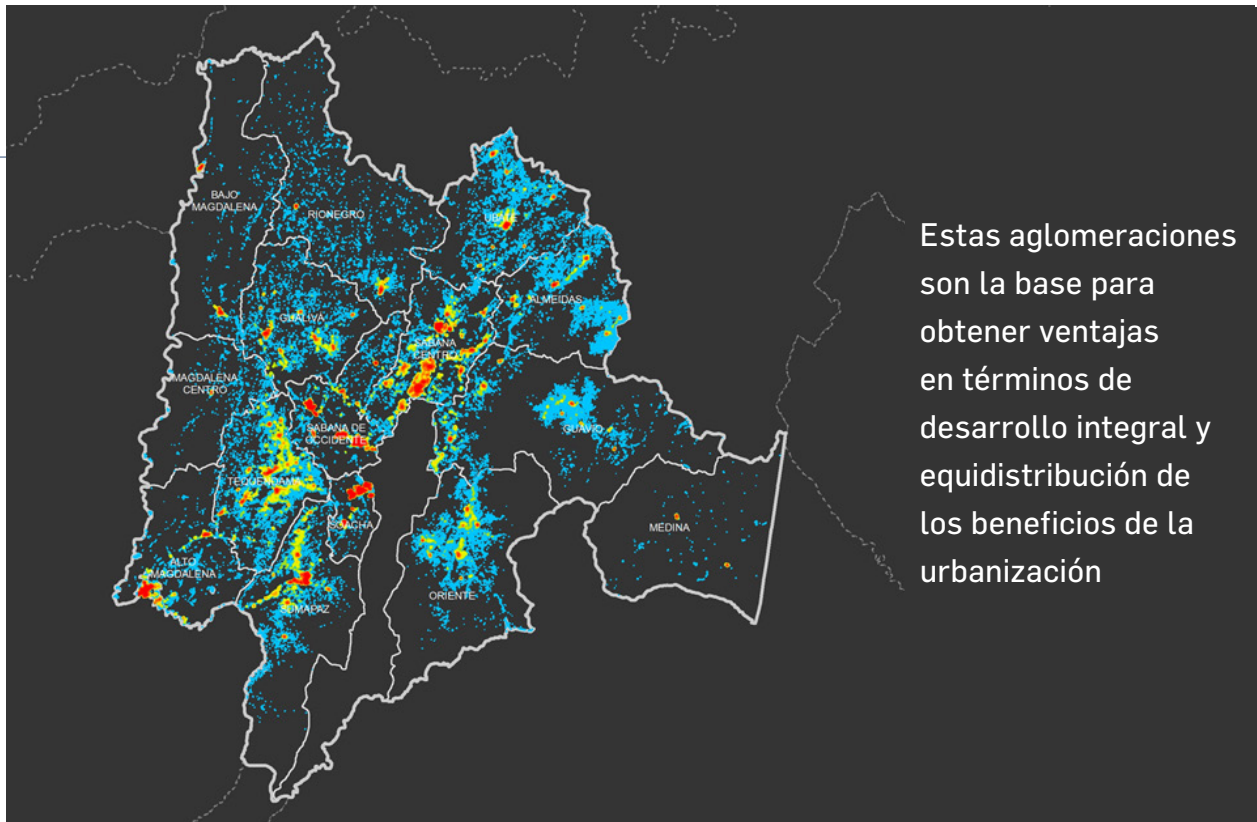 BAJO
MAGDALENA
RIONEGRO
UBATÉ
ALMEIDAS
GUALIVÁ
SABANA
CENTRO
MAGDALENA
CENTRO
SABANA DE
OCCIDENTE
GUAVIO
TEQUENDAMA
SOACHA
MEDINA
ALTO
MAGDALENA
SUMAPAZ
ORIENTE
Estas aglomeraciones
son la base para
obtener ventajas
en términos de
desarrollo integral y
equidistribución de
los beneficios de la
urbanización